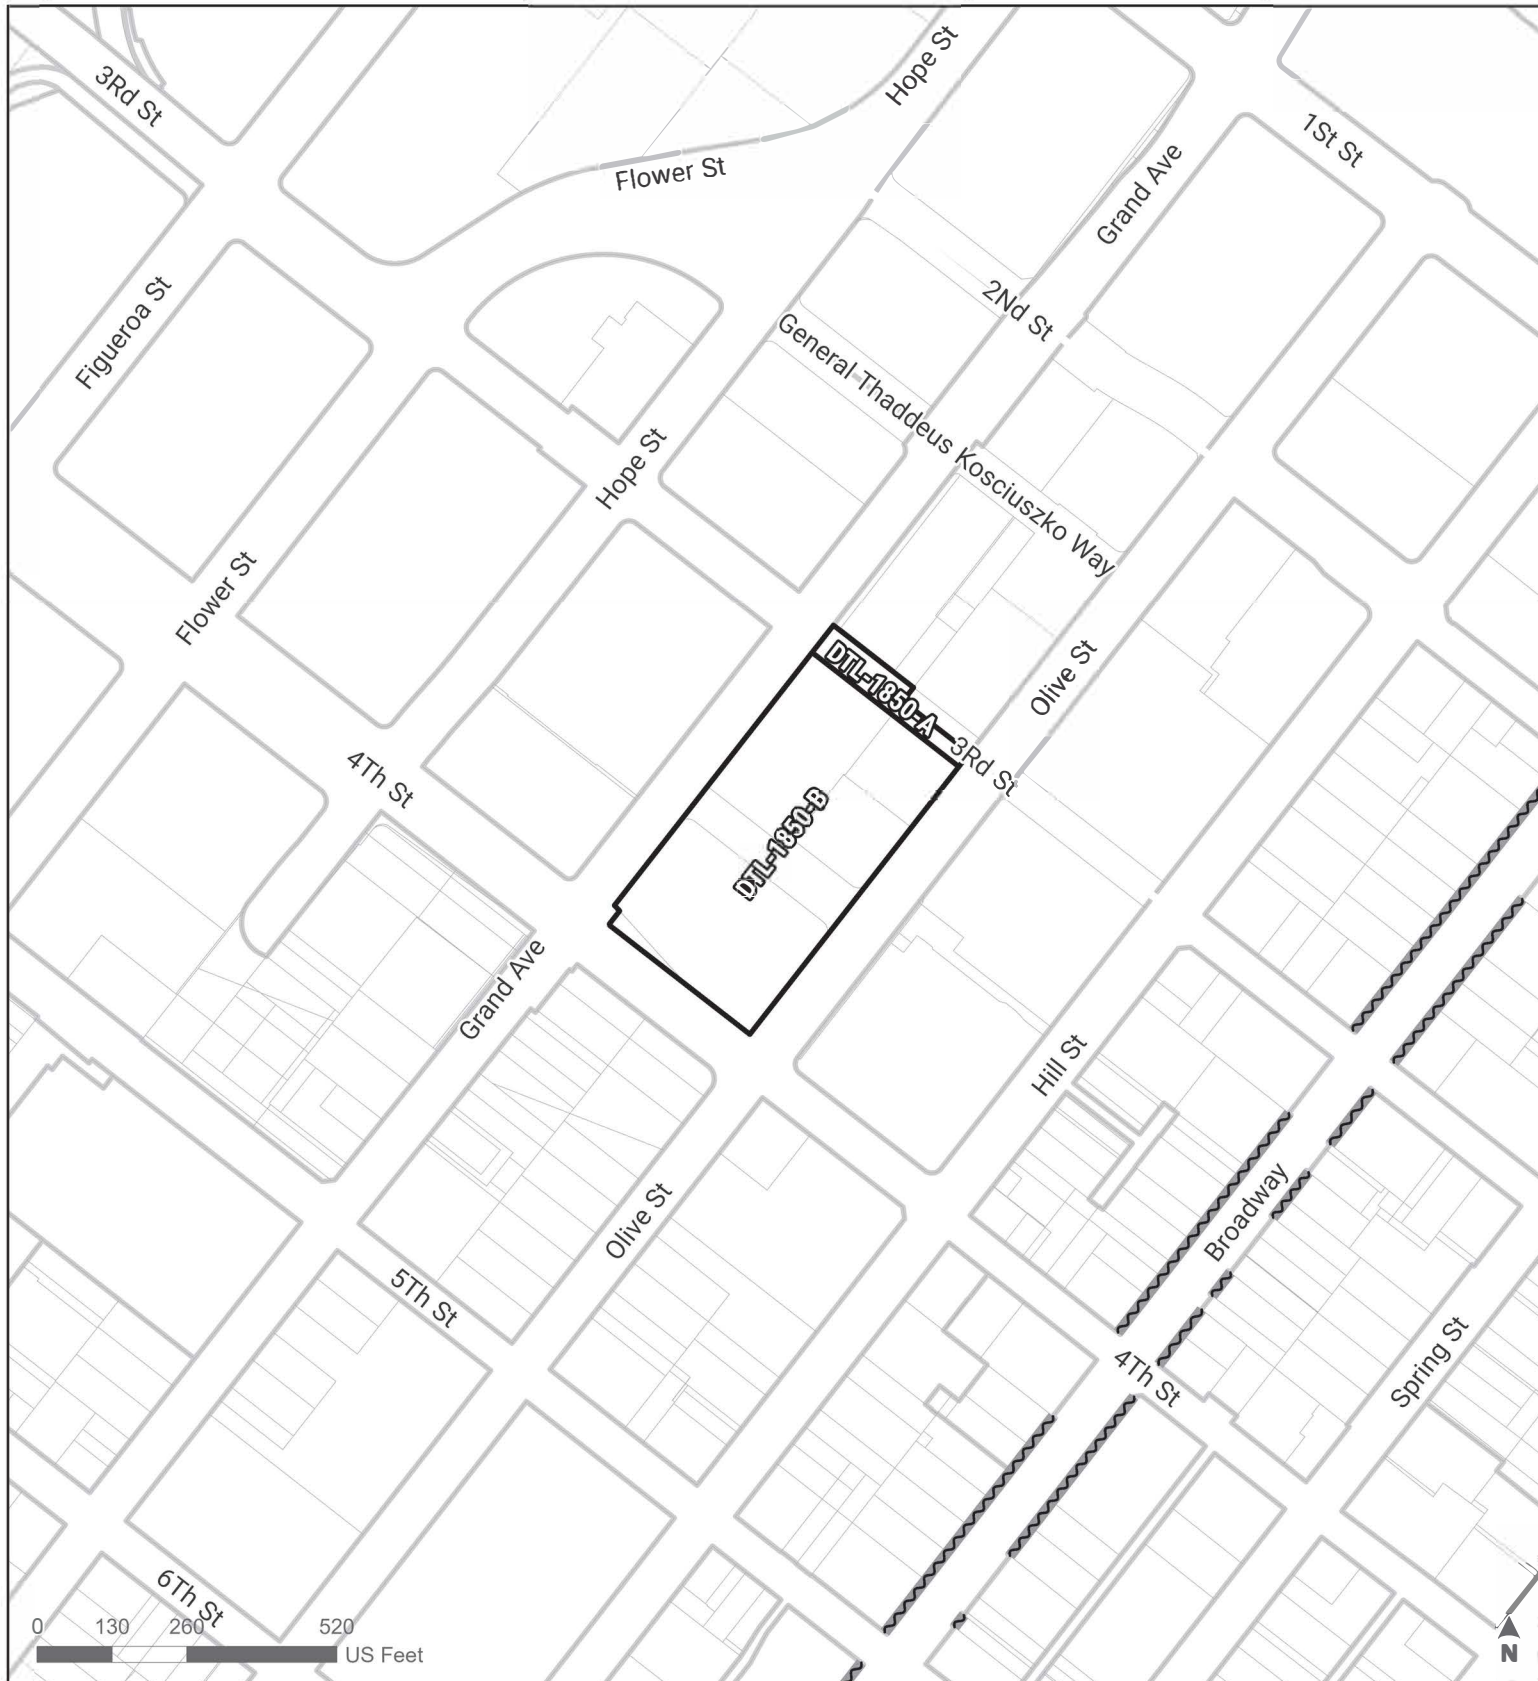 3Rd St
Hope St
1St St
Flower St
Grand Ave
Figueroa St
2Nd St
General Thaddeus Kosciuszko Way
Hope St
Flower St
Olive St
DTL-1850-A
3Rd St
4Th St
DTL-1850-B
Grand Ave
Hill St
Olive St
Broadway
5Th St
4Th St
Spring St
6Th St
0 130 260 520
US Feet
N